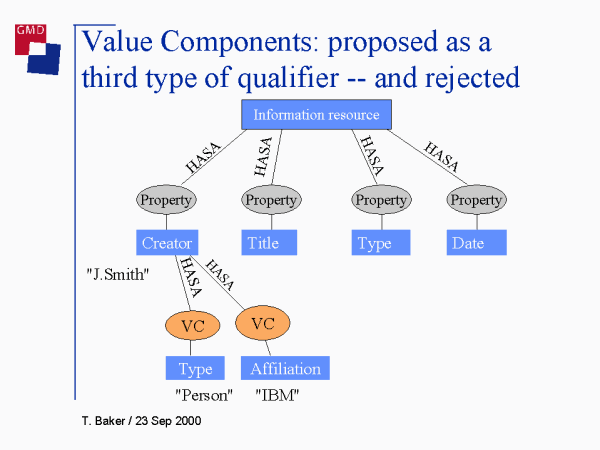 GMD
Value Components: proposed as a
third type of qualifier -- and rejected
Information resource
HASA HASA HASA HASA
Property Property Property Property
Creator Title Type Date
"J.Smith"
HASA HASA
VC VC
Type Affiliation
"Person" "IBM"
T. Baker / 23 Sep 2000